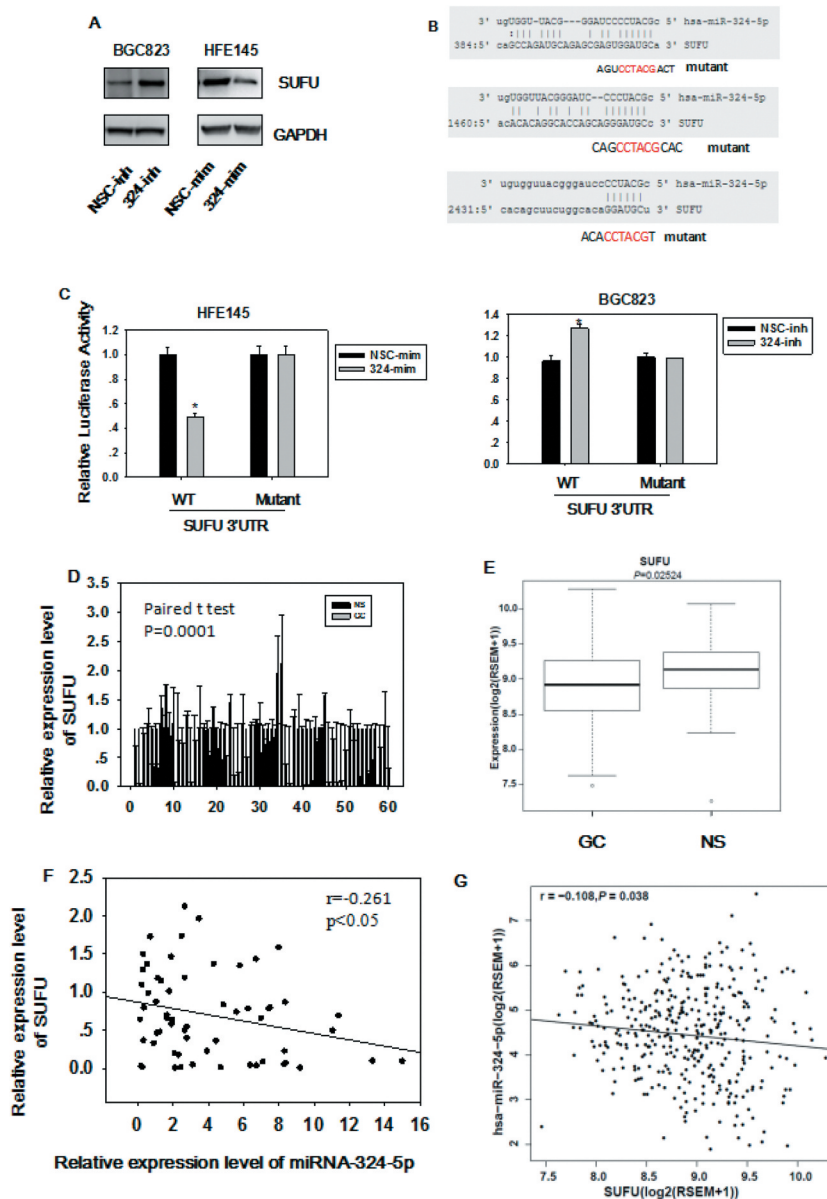 A
BGC823
HFE145
SUFU
GAPDH
NSC-inh
324-inh
NSC-mim
324-mim
B
3' ugUGGU-UACG---GGAUCCCCUACGc 5' hsa-miR-324-5p
:||| |||| | || ||||||
384:5' caGCCAGAUGCAGAGCGAGUGGAUGCa 3' SUFU
AGUCCTACGACT mutant
3' ugUGGUUACGGGAUC--CCCUACGc 5' hsa-miR-324-5p
1460:5' acACACAGGCACCAGCAGGGAUGCc 3' SUFU
CAGCCTACGCAC mutant
3' uguggguuacgggaucccCUACGc 5' hsa-miR-324-5p
2431:5' cacagcuucuggcacaGGAUGCu 3' SUFU
ACACCTACGT mutant
C
HFE145
Relative Luciferase Activity
1.2
1.0
.8
.6
.4
.2
0.0
*
NSC-mim
324-mim
WT Mutant
SUFU 3'UTR
BGC823
1.4
1.2
1.0
.8
.6
.4
.2
0.0
*
NSC-inh
324-inh
WT Mutant
SUFU 3'UTR
D
Relative expression level
of SUFU
3.5
3.0
2.5
2.0
1.5
1.0
.5
0.0
Paired t test
P=0.0001
NS
GC
0 10 20 30 40 50 60
E
SUFU
P=0.02524
Expression(log2(RSEM+1))
10.0
9.5
9.0
8.5
8.0
7.5
GC NS
F
Relative expression level
of SUFU
2.5
2.0
1.5
1.0
.5
0.0
r=-0.261
p<0.05
0 2 4 6 8 10 12 14 16
Relative expression level of miRNA-324-5p
G
r = -0.108,P = 0.038
hsa-miR-324-5p(log2(RSEM+1))
7
6
5
4
3
2
7.5 8.0 8.5 9.0 9.5 10.0
SUFU(log2(RSEM+1))